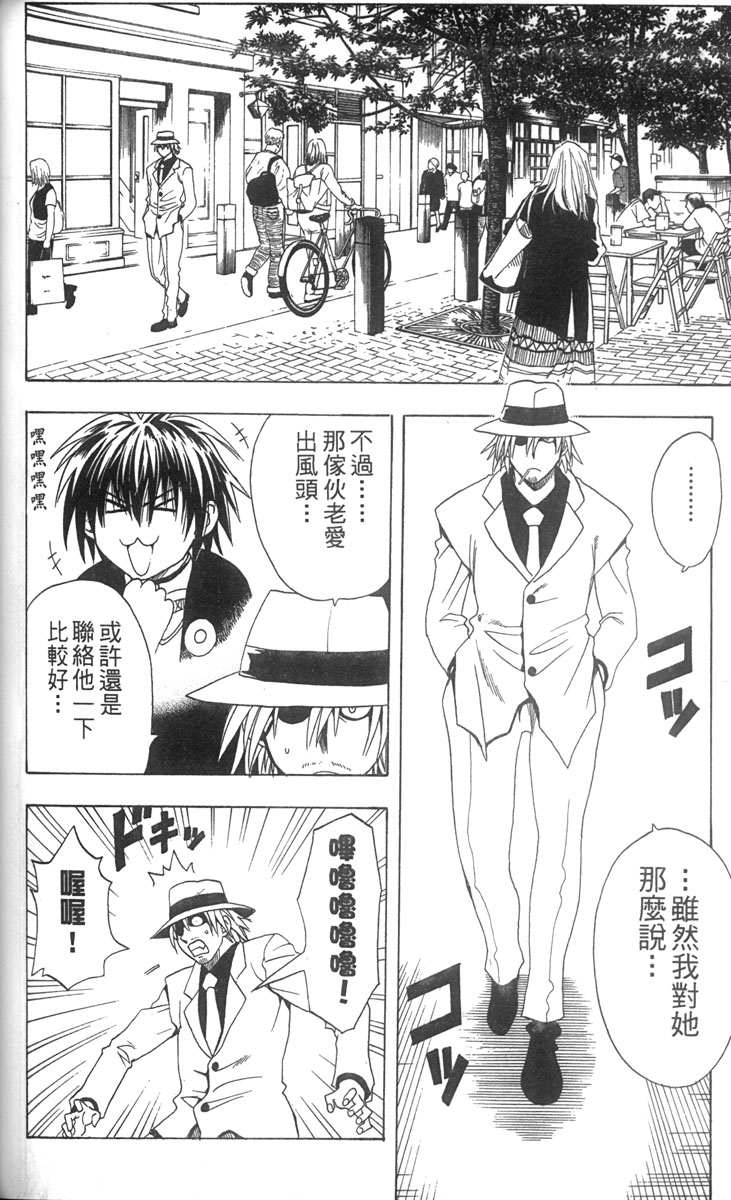 ………
コツ
…雖然我對她
那麼說…
コツ
不過……
那傢伙老愛
出風頭…
嘿嘿嘿嘿
或許還是
聯絡他一下
比較好…
嗶嚕嚕嚕嚕！
ドキッ
喔喔！